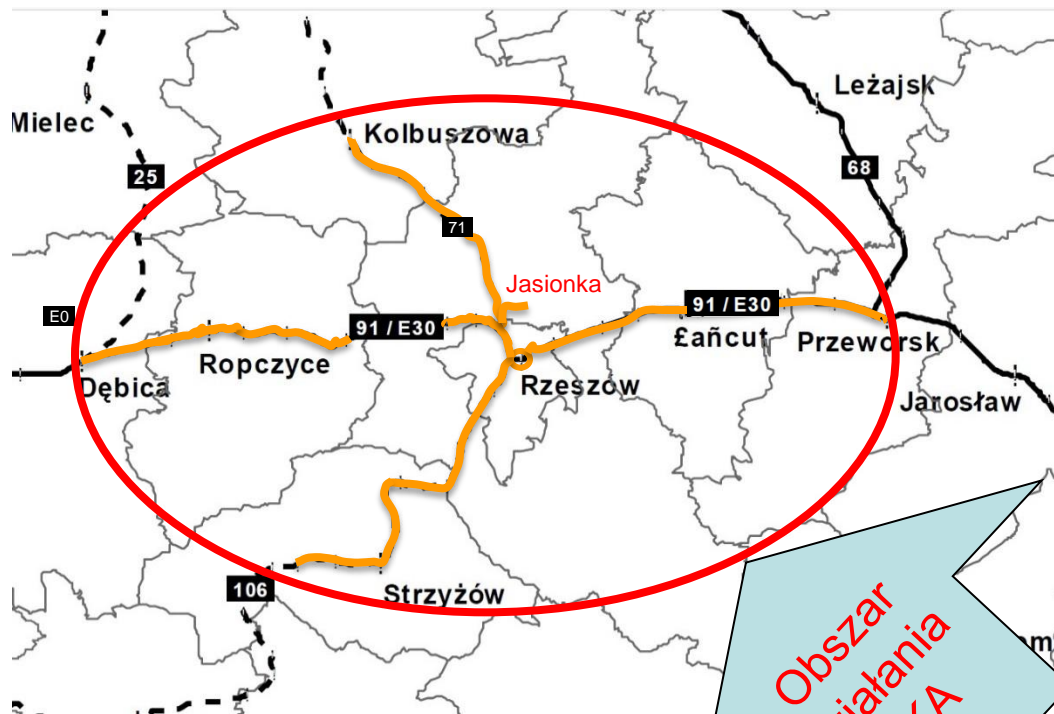 Leżajsk
Mielec
Kolbuszowa
25
68
71
Jasionka
E0
91 / E30
91 / E30
Ropczyce
£añcut
Przeworsk
Dębica
Rzeszów
Jarosław
106
Strzyżów
Obszar